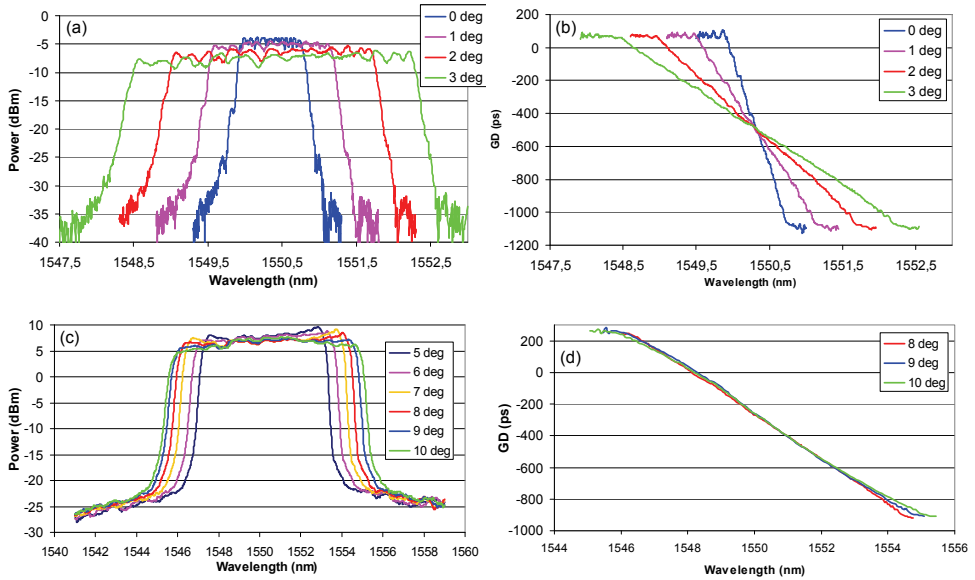 (a)
0 deg
1 deg
2 deg
3 deg
Power (dBm)
0
-5
-10
-15
-20
-25
-30
-35
-40
1547,5 1548,5 1549,5 1550,5 1551,5 1552,5
Wavelength (nm)
(b)
0 deg
1 deg
2 deg
3 deg
GD (ps)
200
0
-200
-400
-600
-800
-1000
-1200
1547,5 1548,5 1549,5 1550,5 1551,5 1552,5
Wavelength (nm)
(c)
5 deg
6 deg
7 deg
8 deg
9 deg
10 deg
Power (dBm)
10
5
0
-5
-10
-15
-20
-25
-30
1540 1542 1544 1546 1548 1550 1552 1554 1556 1558 1560
Wavelength (nm)
(d)
8 deg
9 deg
10 deg
GD (ps)
200
0
-200
-400
-600
-800
-1000
1544 1546 1548 1550 1552 1554 1556
Wavelength (nm)